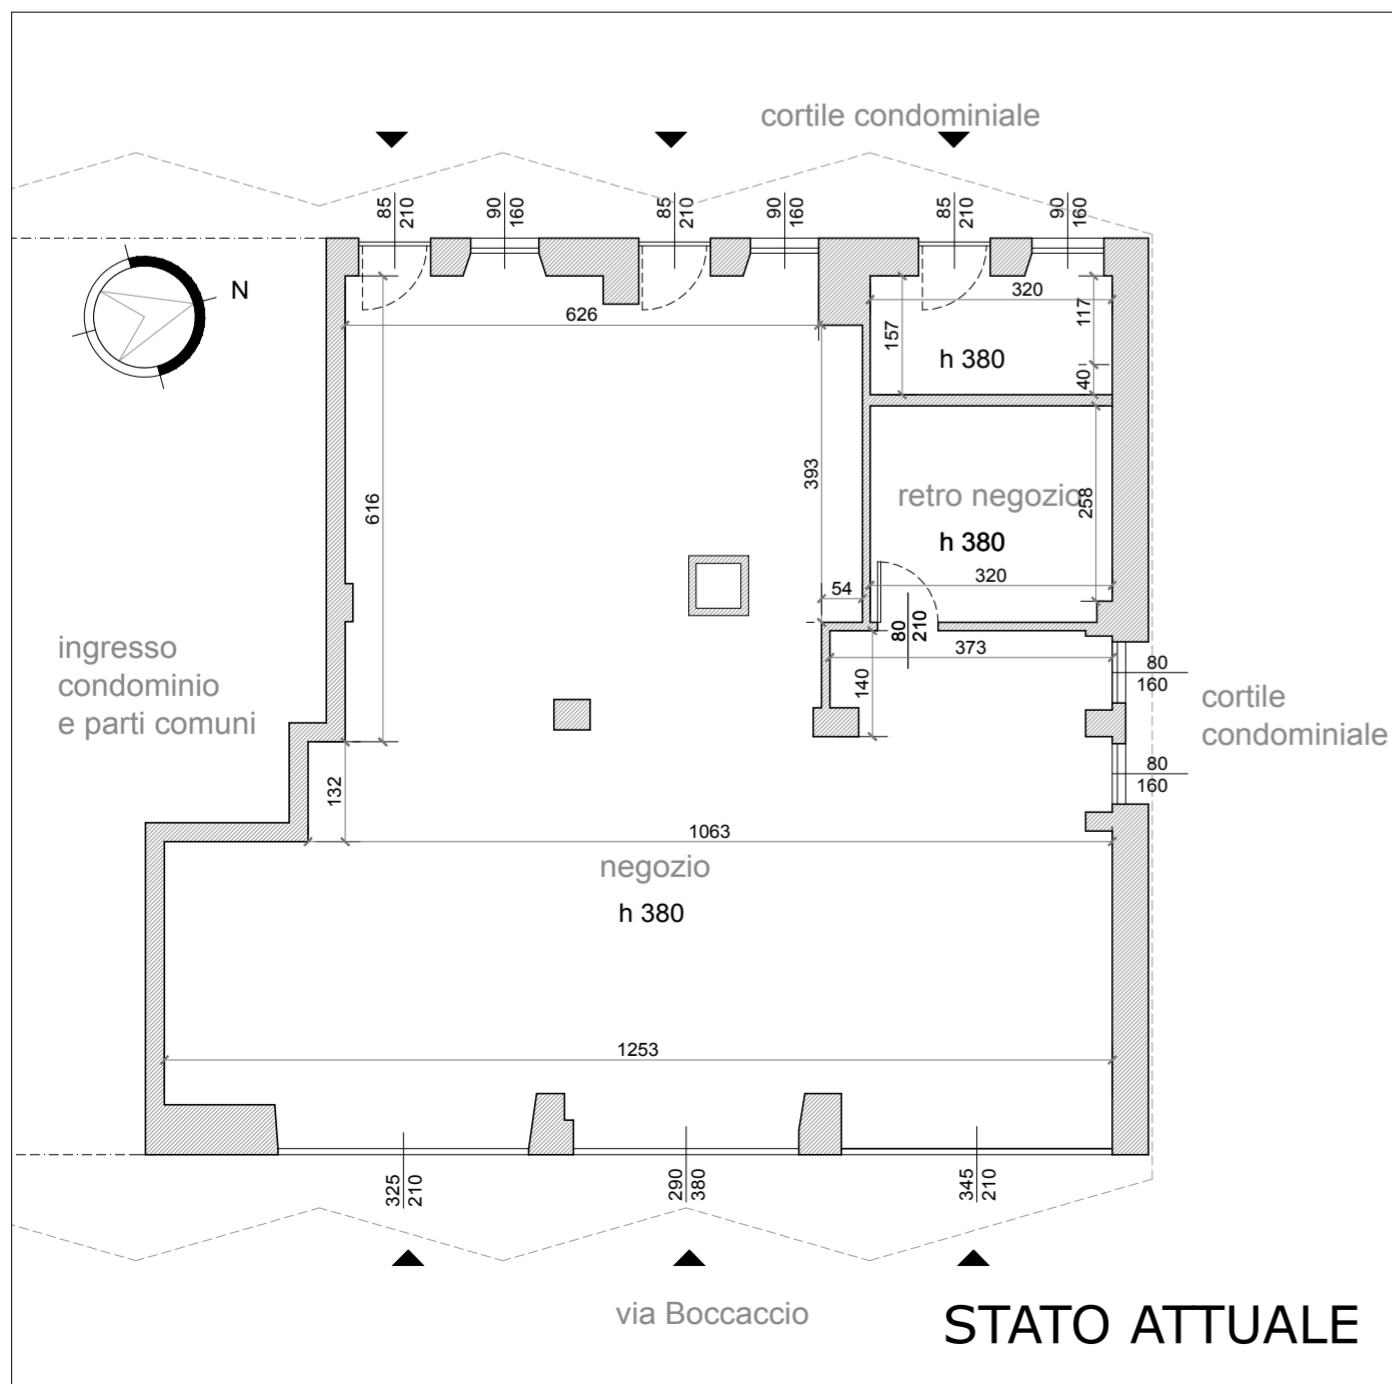 cortile condominiale
85
210
90
160
85
210
90
160
85
210
90
160
N
320
117
626
157
h 380
40
393
616
retro negozio
258
h 380
320
54
80
210
ingresso
condominio
e parti comuni
373
80
160
140
cortile
condominiale
80
160
132
1063
negozio
h 380
1253
325
210
290
380
345
210
via Boccaccio
STATO ATTUALE